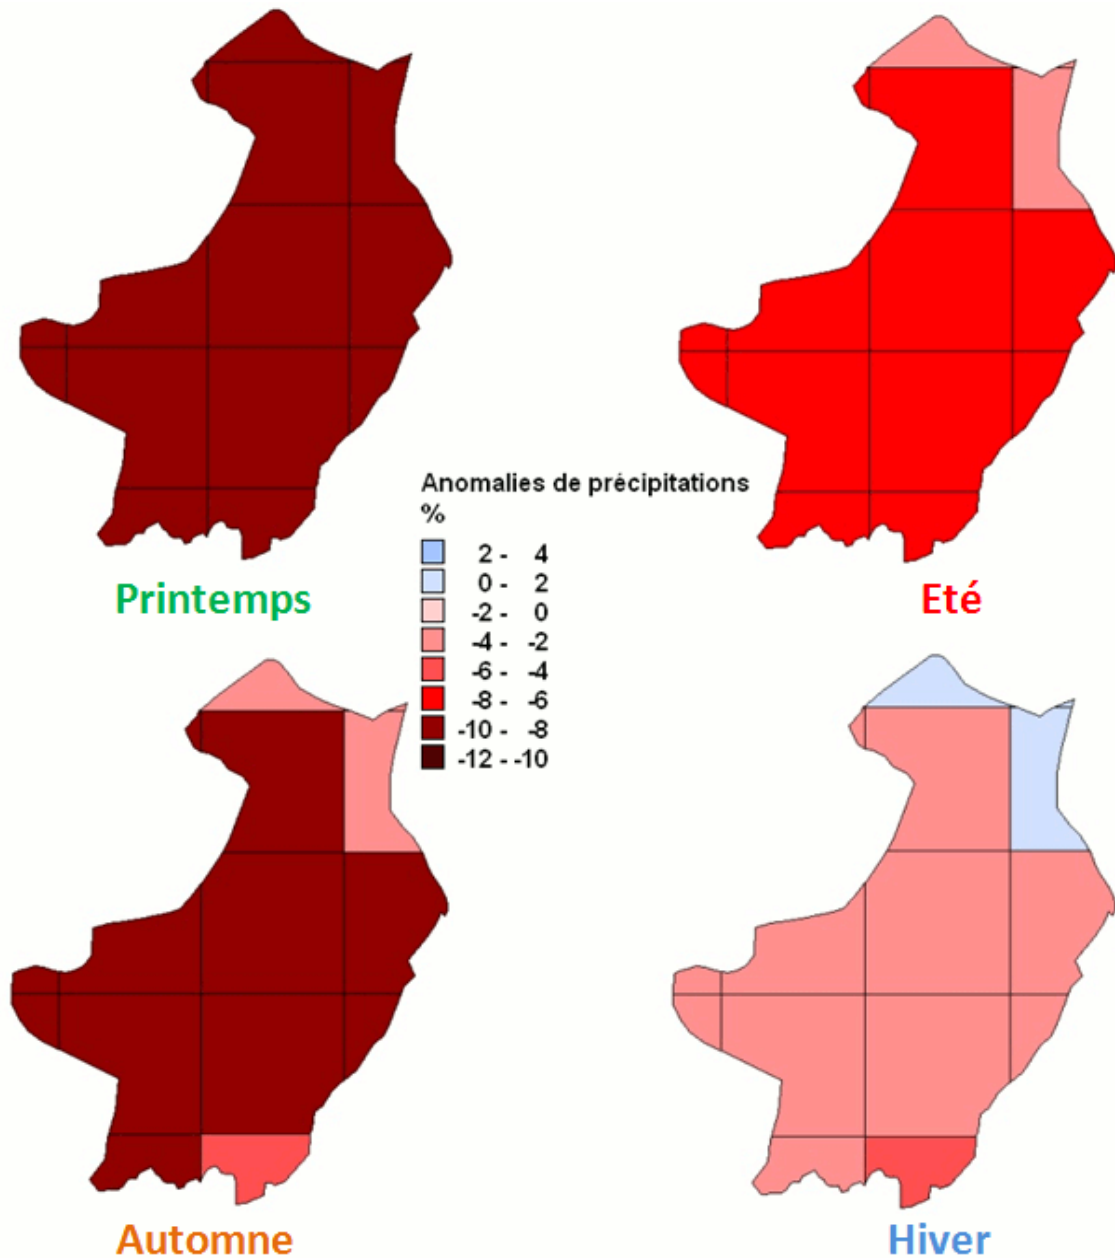 Anomalies de précipitations
%
2 - 4
0 - 2
-2 - 0
-4 - -2
-6 - -4
-8 - -6
-10 - -8
-12 - -10
Printemps
Eté
Automne
Hiver